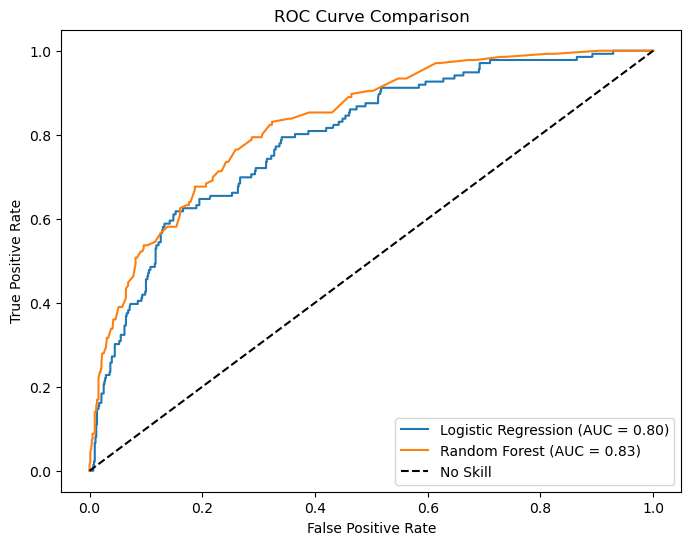 ROC Curve Comparison
1.0
0.8
0.6
0.4
0.2
0.0
True Positive Rate
Logistic Regression (AUC = 0.80)
Random Forest (AUC = 0.83)
No Skill
0.0 0.2 0.4 0.6 0.8 1.0
False Positive Rate